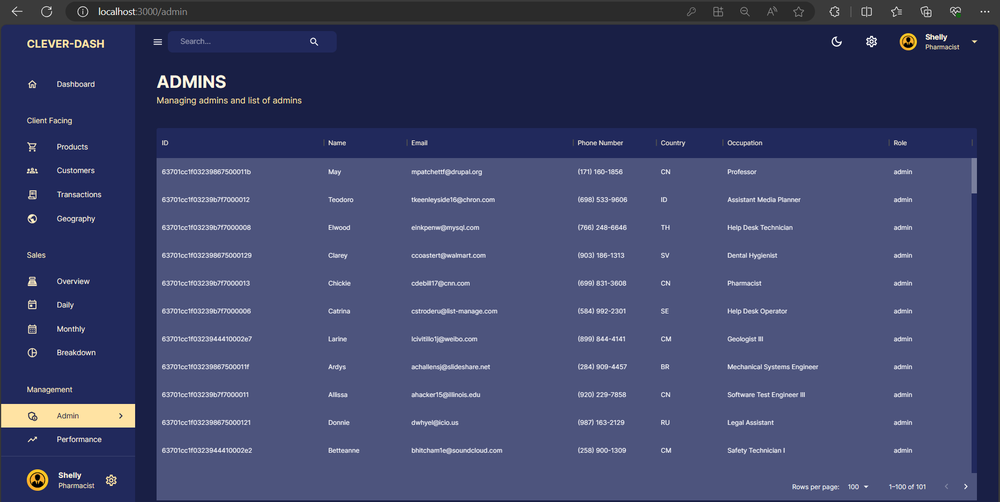 localhost:3000/admin
CLEVER-DASH
Search...
Shelly
Pharmacist
Dashboard
Client Facing
Products
Customers
Transactions
Geography
Sales
Overview
Daily
Monthly
Breakdown
Management
Admin
Performance
Shelly
Pharmacist
ADMINS
Managing admins and list of admins
ID Name Email Phone Number Country Occupation Role
63701cc1f03239867500011b May mpatchettf@drupal.org (171) 160-1856 CN Professor admin
63701cc1f03239b7f7000012 Teodoro tkeenleyside16@chron.com (698) 533-9606 ID Assistant Media Planner admin
63701cc1f03239b7f7000008 Elwood einkpenw@mysql.com (766) 248-6646 TH Help Desk Technician admin
63701cc1f032398675000129 Clarey ccoastert@walmart.com (903) 186-1313 SV Dental Hygienist admin
63701cc1f03239b7f7000013 Chickie cdebill17@cnn.com (699) 831-3608 CN Pharmacist admin
63701cc1f03239b7f7000006 Catrina cstroderu@list-manage.com (584) 992-2301 SE Help Desk Operator admin
63701cc1f0323944410002e7 Larine lcivitillo1j@weibo.com (899) 844-4141 CM Geologist III admin
63701cc1f03239867500011f Ardys achallensj@slideshare.net (284) 909-4457 BR Mechanical Systems Engineer admin
63701cc1f03239b7f7000011 Allissa ahacker15@illinois.edu (920) 229-7858 CN Software Test Engineer III admin
63701cc1f032398675000121 Donnie dwhyel@icio.us (987) 163-2129 RU Legal Assistant admin
63701cc1f0323944410002e2 Betteanne bhitcham1e@soundcloud.com (258) 900-1309 CM Safety Technician I admin
Rows per page: 100 1–100 of 101